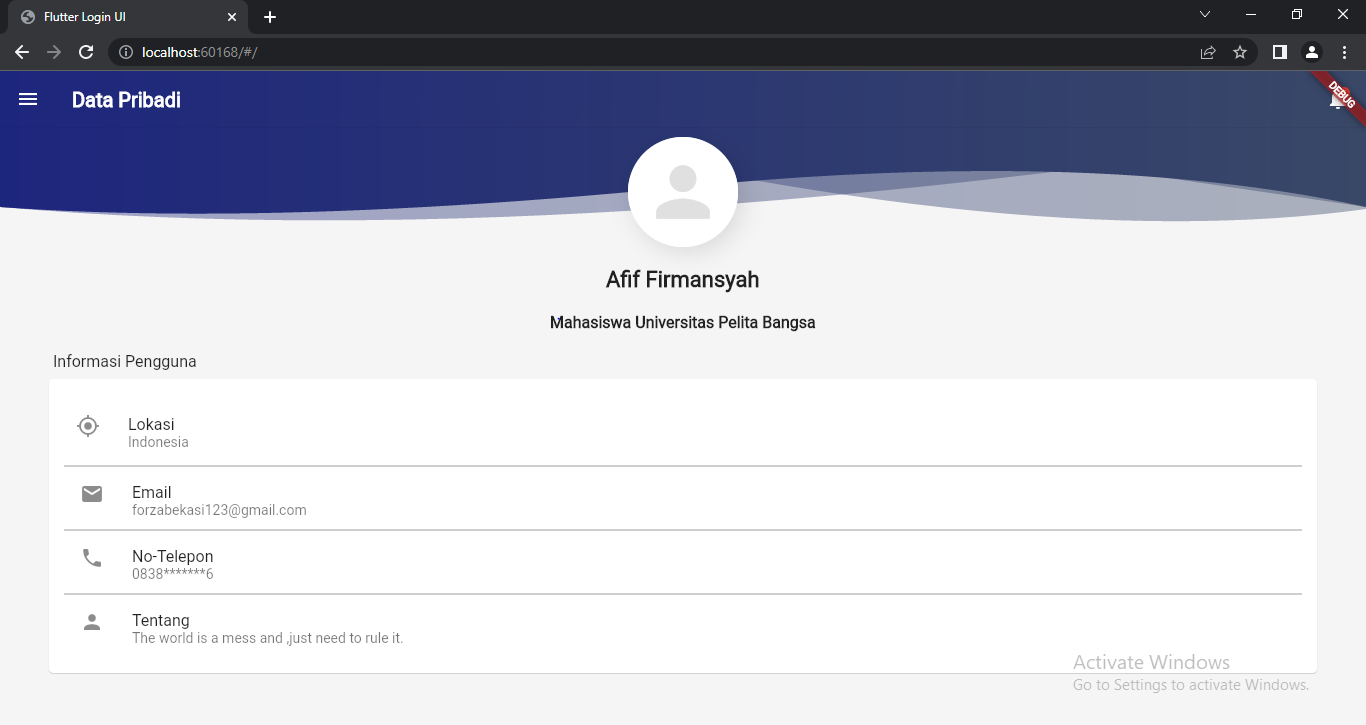 Flutter Login UI
localhost:60168/#/
Data Pribadi
DEBUG
Afif Firmansyah
Mahasiswa Universitas Pelita Bangsa
Informasi Pengguna
Lokasi
Indonesia
Email
forzabekasi123@gmail.com
No-Telepon
0838*******6
Tentang
The world is a mess and ,just need to rule it.
Activate Windows
Go to Settings to activate Windows.